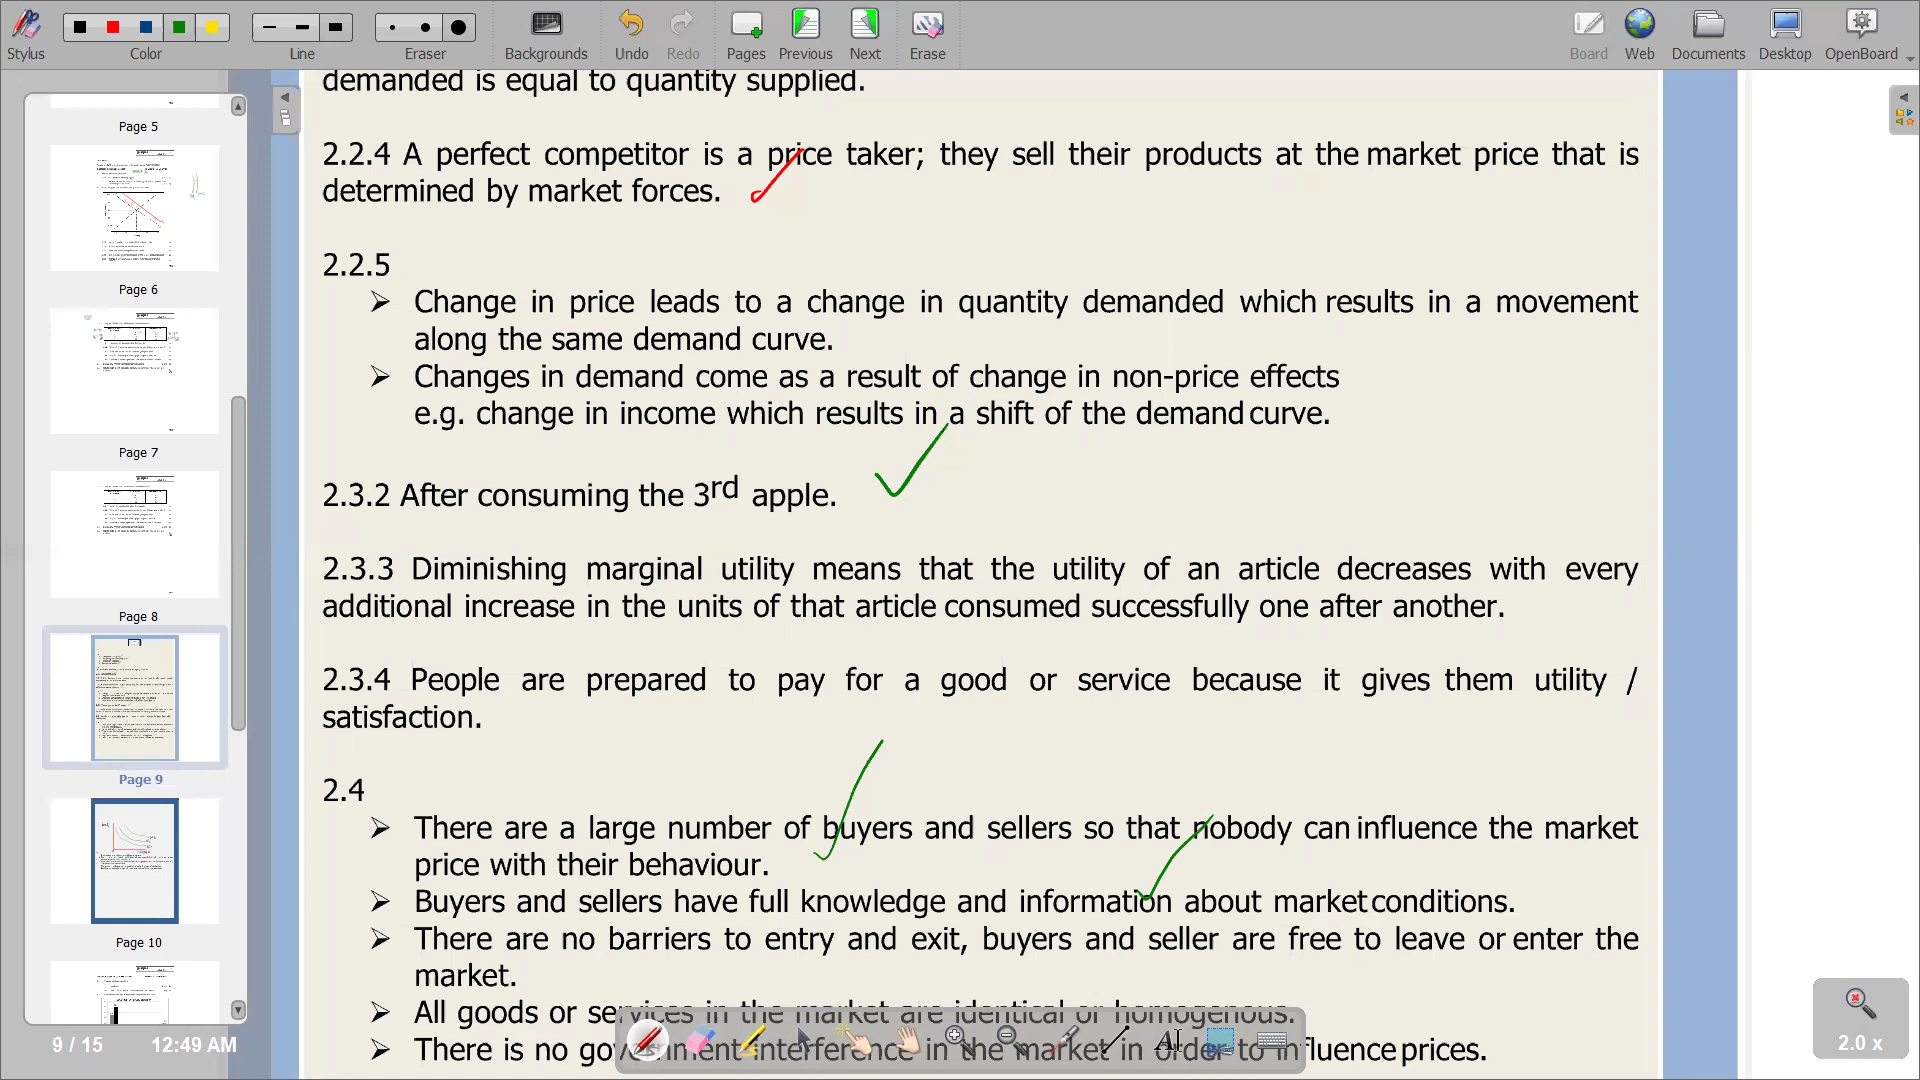 Stylus
Color
Line
Eraser
Backgrounds
Undo
Redo
Pages
Previous
Next
Erase
Board
Web
Documents
Desktop
OpenBoard
Page 5
Page 6
Page 7
Page 8
Page 9
Page 10
9 / 15
12:49 AM
demanded is equal to quantity supplied.
2.2.4 A perfect competitor is a price taker; they sell their products at the market price that is
determined by market forces.
2.2.5
Change in price leads to a change in quantity demanded which results in a movement
along the same demand curve.
Changes in demand come as a result of change in non-price effects
e.g. change in income which results in a shift of the demand curve.
2.3.2 After consuming the 3rd apple.
2.3.3 Diminishing marginal utility means that the utility of an article decreases with every
additional increase in the units of that article consumed successfully one after another.
2.3.4 People are prepared to pay for a good or service because it gives them utility /
satisfaction.
2.4
There are a large number of buyers and sellers so that nobody can influence the market
price with their behaviour.
Buyers and sellers have full knowledge and information about market conditions.
There are no barriers to entry and exit, buyers and seller are free to leave or enter the
market.
All goods or services in the market are identical or homogenous.
There is no government interference in the market in order to influence prices.
2.0 x